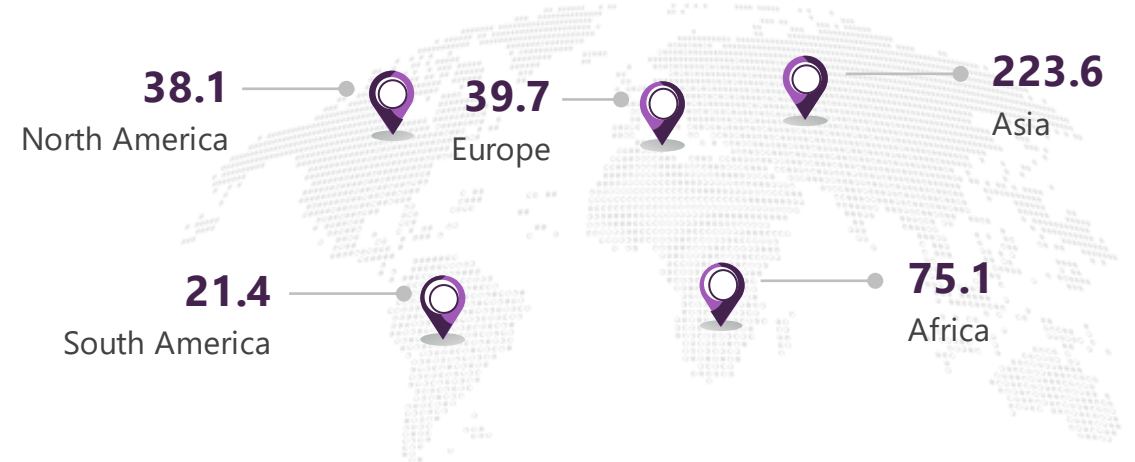 38.1
North America
39.7
Europe
223.6
Asia
21.4
South America
75.1
Africa